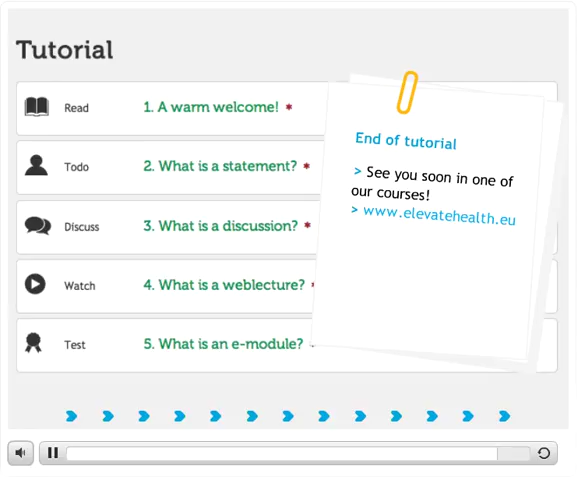 Tutorial
Read 1. A warm welcome! *
Todo 2. What is a statement? *
Discuss 3. What is a discussion? *
Watch 4. What is a weblecture? *
Test 5. What is an e-module? *
End of tutorial
> See you soon in one of
our courses!
> www.elevatehealth.eu